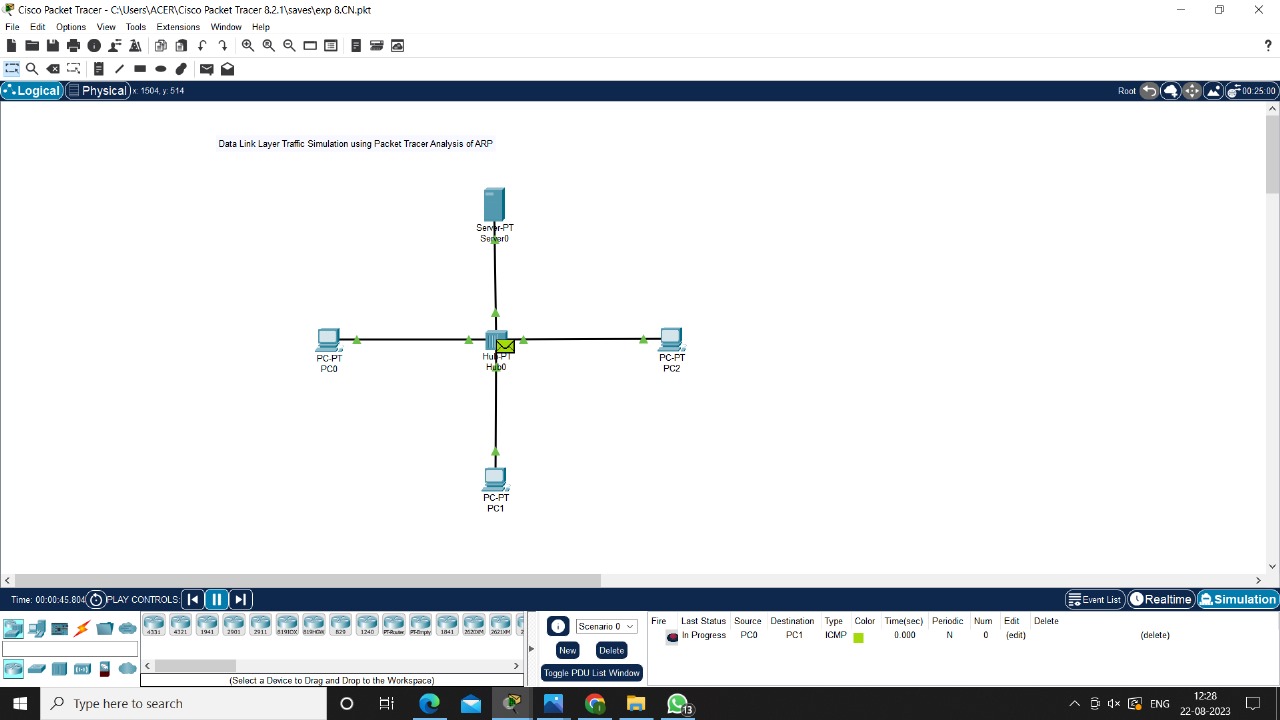 Cisco Packet Tracer - C:\Users\ACER\Cisco Packet Tracer 8.2.1\saves\exp 8.CN.pkt
File Edit Options View Tools Extensions Window Help
?
Logical Physical x: 1504, y: 514 Root 00:25:00
Data Link Layer Traffic Simulation using Packet Tracer Analysis of ARP
Server-PT
Server0
PC-PT
PC0
Hub-PT
Hub0
PC-PT
PC2
PC-PT
PC1
Time: 00:00:45.804 PLAY CONTROLS: Event List Realtime Simulation
4331 4321 1941 2901 2911 819IOX 819HGW 829 1240 PT-Router PT-Empty 1841 2620XM 2621XM
(Select a Device to Drag and Drop to the Workspace)
Scenario 0
New Delete
Toggle PDU List Window
Fire Last Status Source Destination Type Color Time(sec) Periodic Num Edit Delete
In Progress PC0 PC1 ICMP 0.000 N 0 (edit) (delete)
Type here to search
13
ENG
12:28
22-08-2023